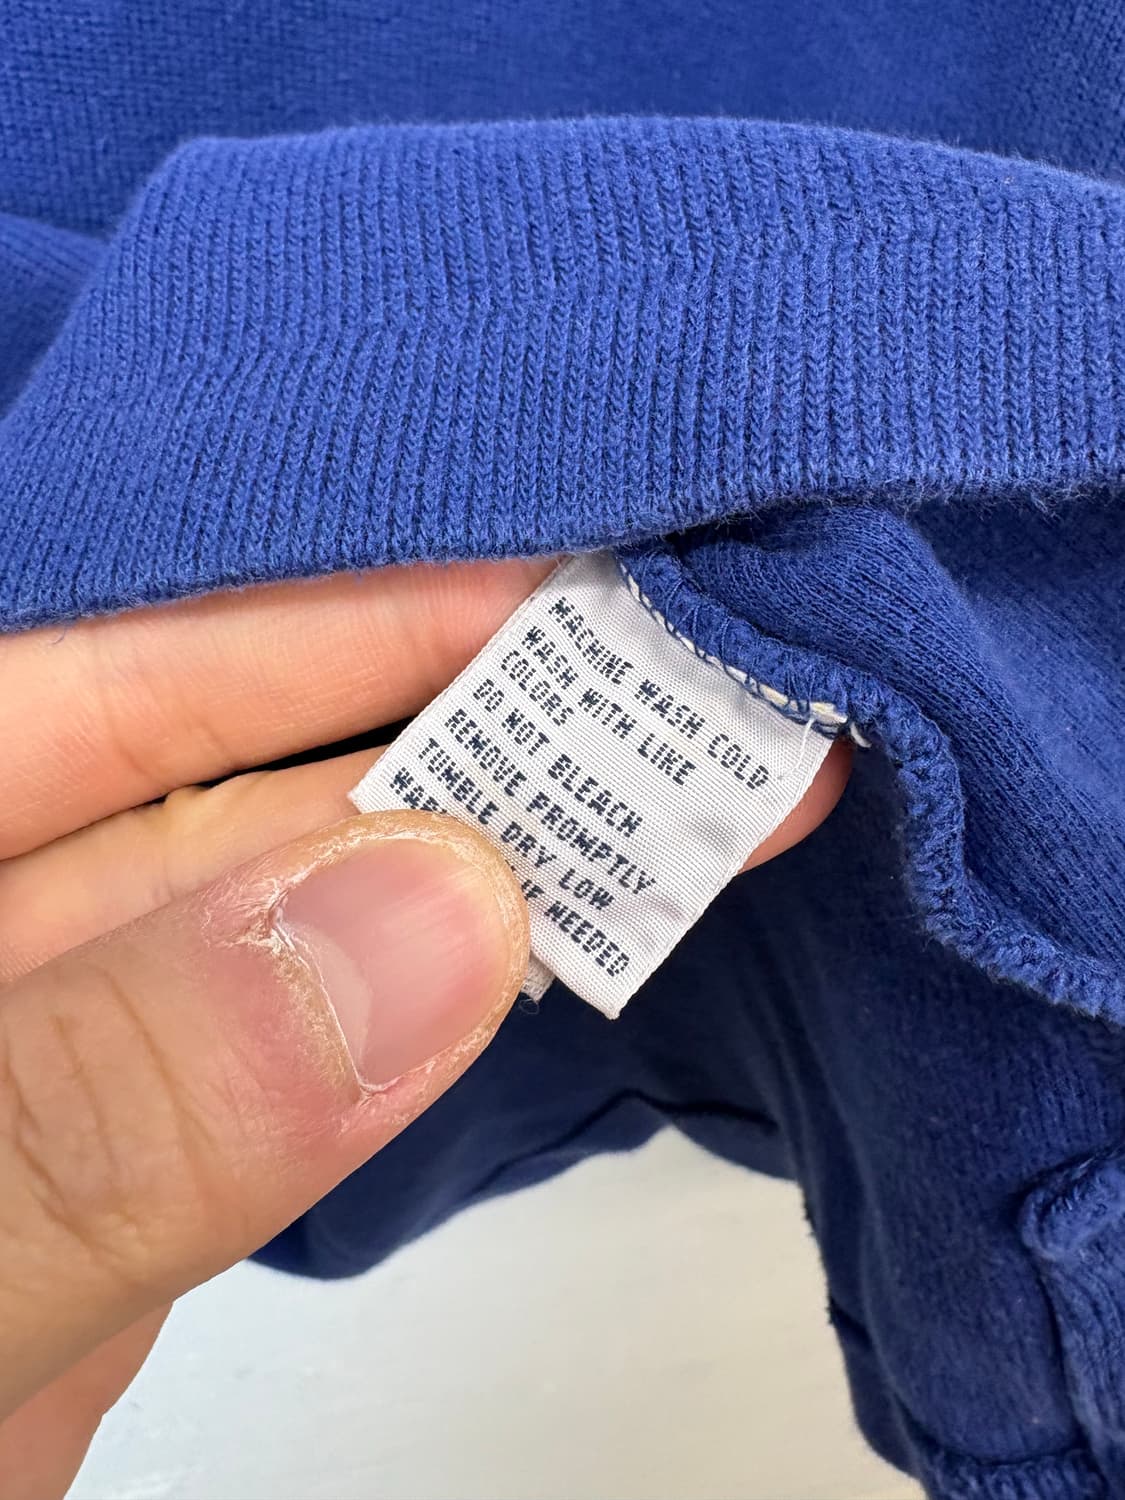 MACHINE WASH COLD
WASH WITH LIKE
COLORS
DO NOT BLEACH
REMOVE PROMPTLY
TUMBLE DRY LOW
IF NEEDED